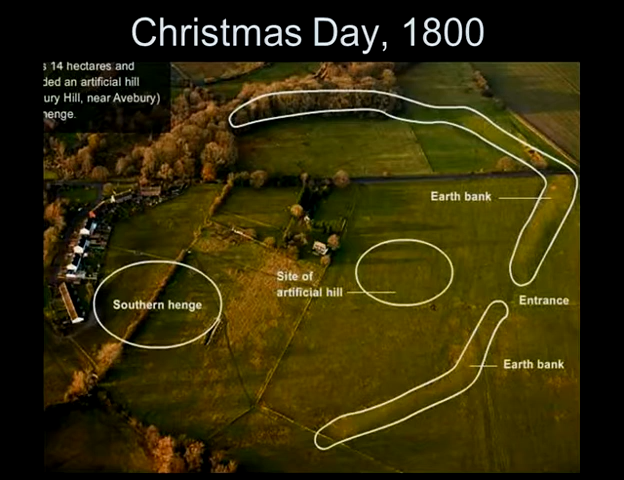 Christmas Day, 1800
s 14 hectares and
ded an artificial hill
ury Hill, near Avebury)
henge.
Earth bank
Site of
artificial hill
Southern henge
Entrance
Earth bank